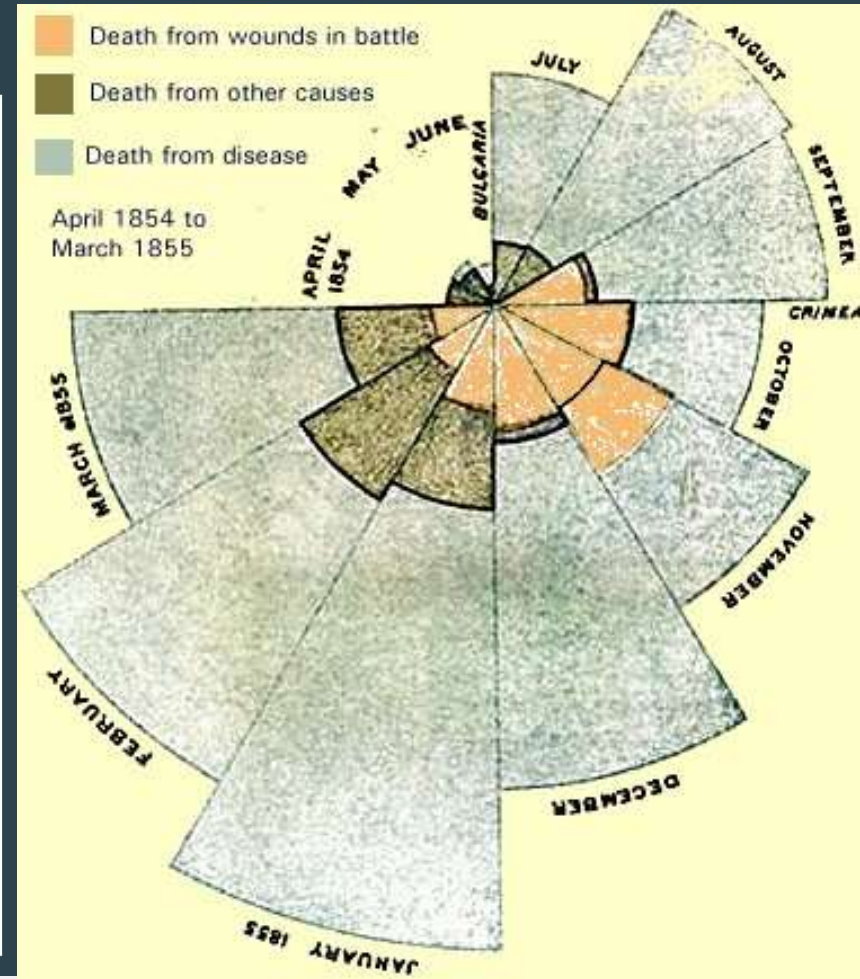 Death from wounds in battle
Death from other causes
Death from disease
April 1854 to
March 1855
APRIL
1854
MAY
JUNE
BULGARIA
JULY
AUGUST
SEPTEMBER
CRIMEA
OCTOBER
NOVEMBER
DECEMBER
JANUARY 1855
FEBRUARY
MARCH 1855